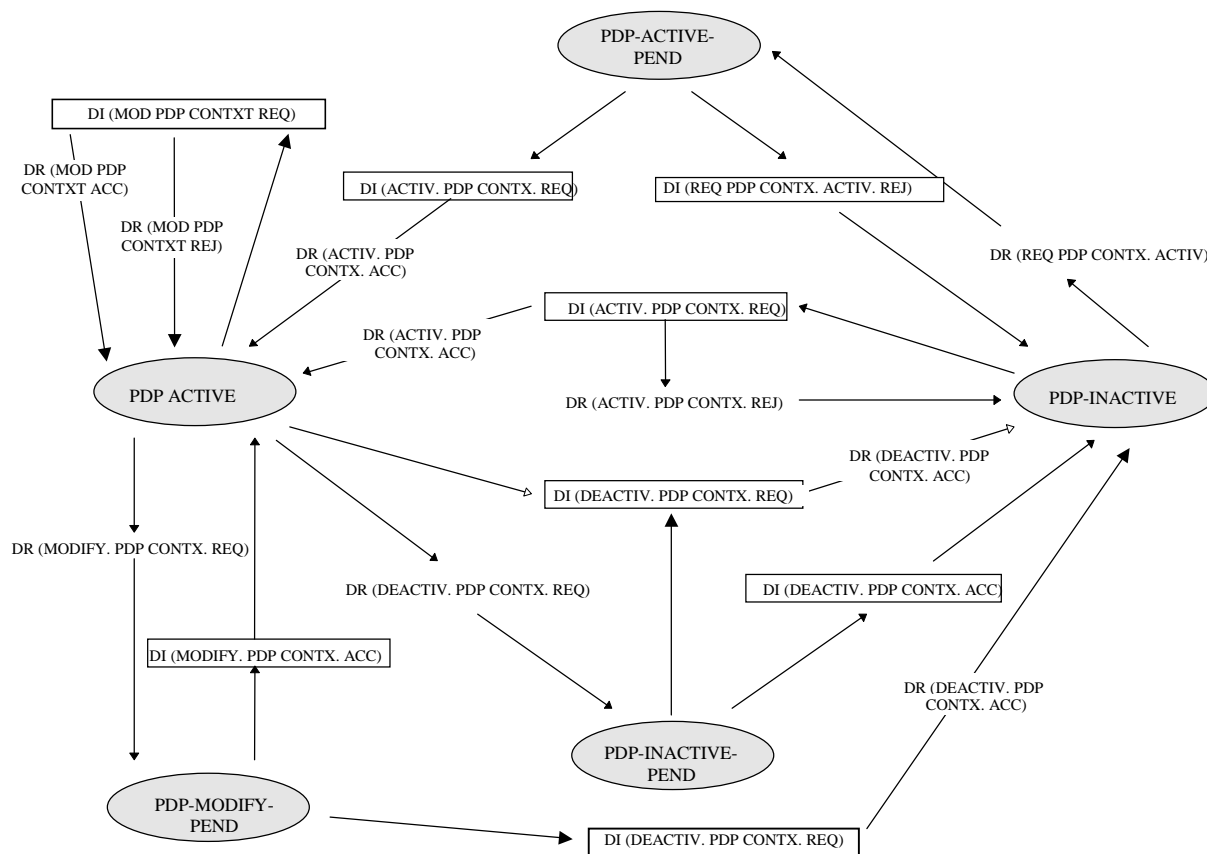 PDP-ACTIVE-
PEND
DI (MOD PDP CONTXT REQ)
DR (MOD PDP
CONTXT ACC)
DI (ACTIV. PDP CONTX. REQ)
DI (REQ PDP CONTX. ACTIV. REJ)
DR (MOD PDP
CONTXT REJ)
DR (ACTIV. PDP
CONTX. ACC)
DR (REQ PDP CONTX. ACTIV)
DI (ACTIV. PDP CONTX. REQ)
DR (ACTIV. PDP
CONTX. ACC)
PDP ACTIVE
DR (ACTIV. PDP CONTX. REJ)
PDP-INACTIVE
DR (DEACTIV. PDP
CONTX. ACC)
DI (DEACTIV. PDP CONTX. REQ)
DR (MODIFY. PDP CONTX. REQ)
DR (DEACTIV. PDP CONTX. REQ)
DI (DEACTIV. PDP CONTX. ACC)
DI (MODIFY. PDP CONTX. ACC)
DR (DEACTIV. PDP
CONTX. ACC)
PDP-INACTIVE-
PEND
PDP-MODIFY-
PEND
DI (DEACTIV. PDP CONTX. REQ)